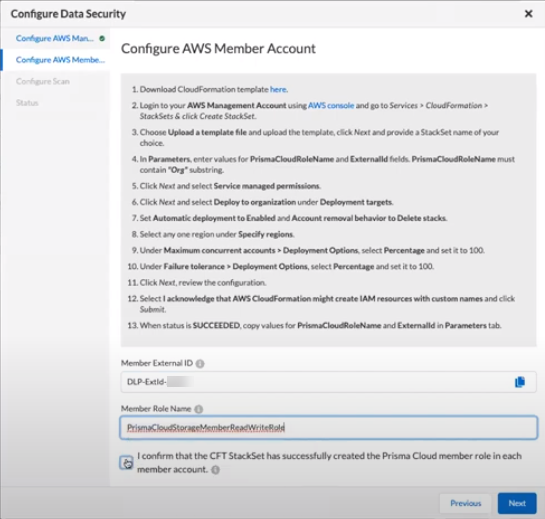 Configure Data Security
Configure AWS Man...
Configure AWS Membe...
Configure Scan
Status
Configure AWS Member Account
1. Download CloudFormation template here.
2. Login to your AWS Management Account using AWS console and go to Services > CloudFormation >
StackSets & click Create StackSet.
3. Choose Upload a template file and upload the template, click Next and provide a StackSet name of your
choice.
4. In Parameters, enter values for PrismaCloudRoleName and ExternalId fields. PrismaCloudRoleName must
contain "Org" substring.
5. Click Next and select Service managed permissions.
6. Click Next and select Deploy to organization under Deployment targets.
7. Set Automatic deployment to Enabled and Account removal behavior to Delete stacks.
8. Select any one region under Specify regions.
9. Under Maximum concurrent accounts > Deployment Options, select Percentage and set it to 100.
10. Under Failure tolerance > Deployment Options, select Percentage and set it to 100.
11. Click Next, review the configuration.
12. Select I acknowledge that AWS CloudFormation might create IAM resources with custom names and click
Submit.
13. When status is SUCCEEDED, copy values for PrismaCloudRoleName and ExternalId in Parameters tab.
Member External ID
DLP-ExtId-
Member Role Name
PrismaCloudStorageMemberReadWriteRole
I confirm that the CFT StackSet has successfully created the Prisma Cloud member role in each
member account.
Previous
Next